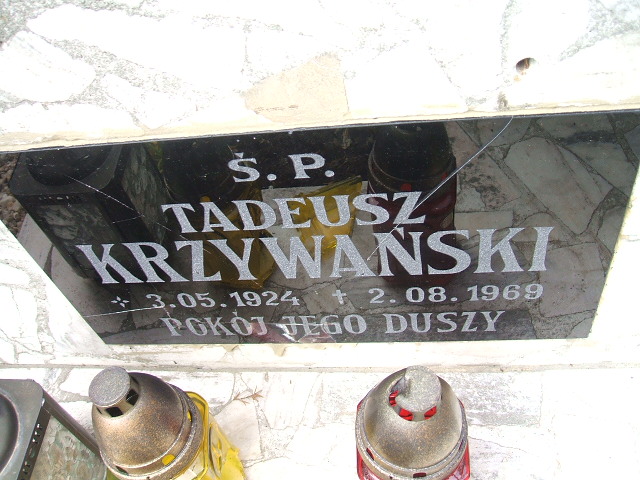 Ś. P.
TADEUSZ
KRZYWAŃSKI
✢ 3.05.1924 ✝ 2.08.1969
POKÓJ JEGO DUSZY